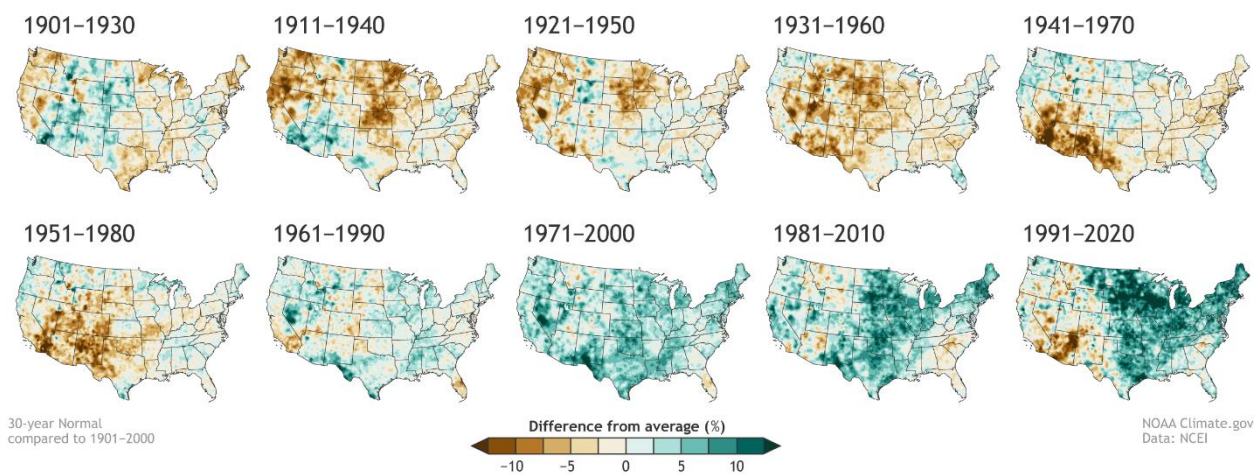 1901–1930
1911–1940
1921–1950
1931–1960
1941–1970
1951–1980
1961–1990
1971–2000
1981–2010
1991–2020
30-year Normal
compared to 1901–2000
Difference from average (%)
−10 −5 0 5 10
NOAA Climate.gov
Data: NCEI